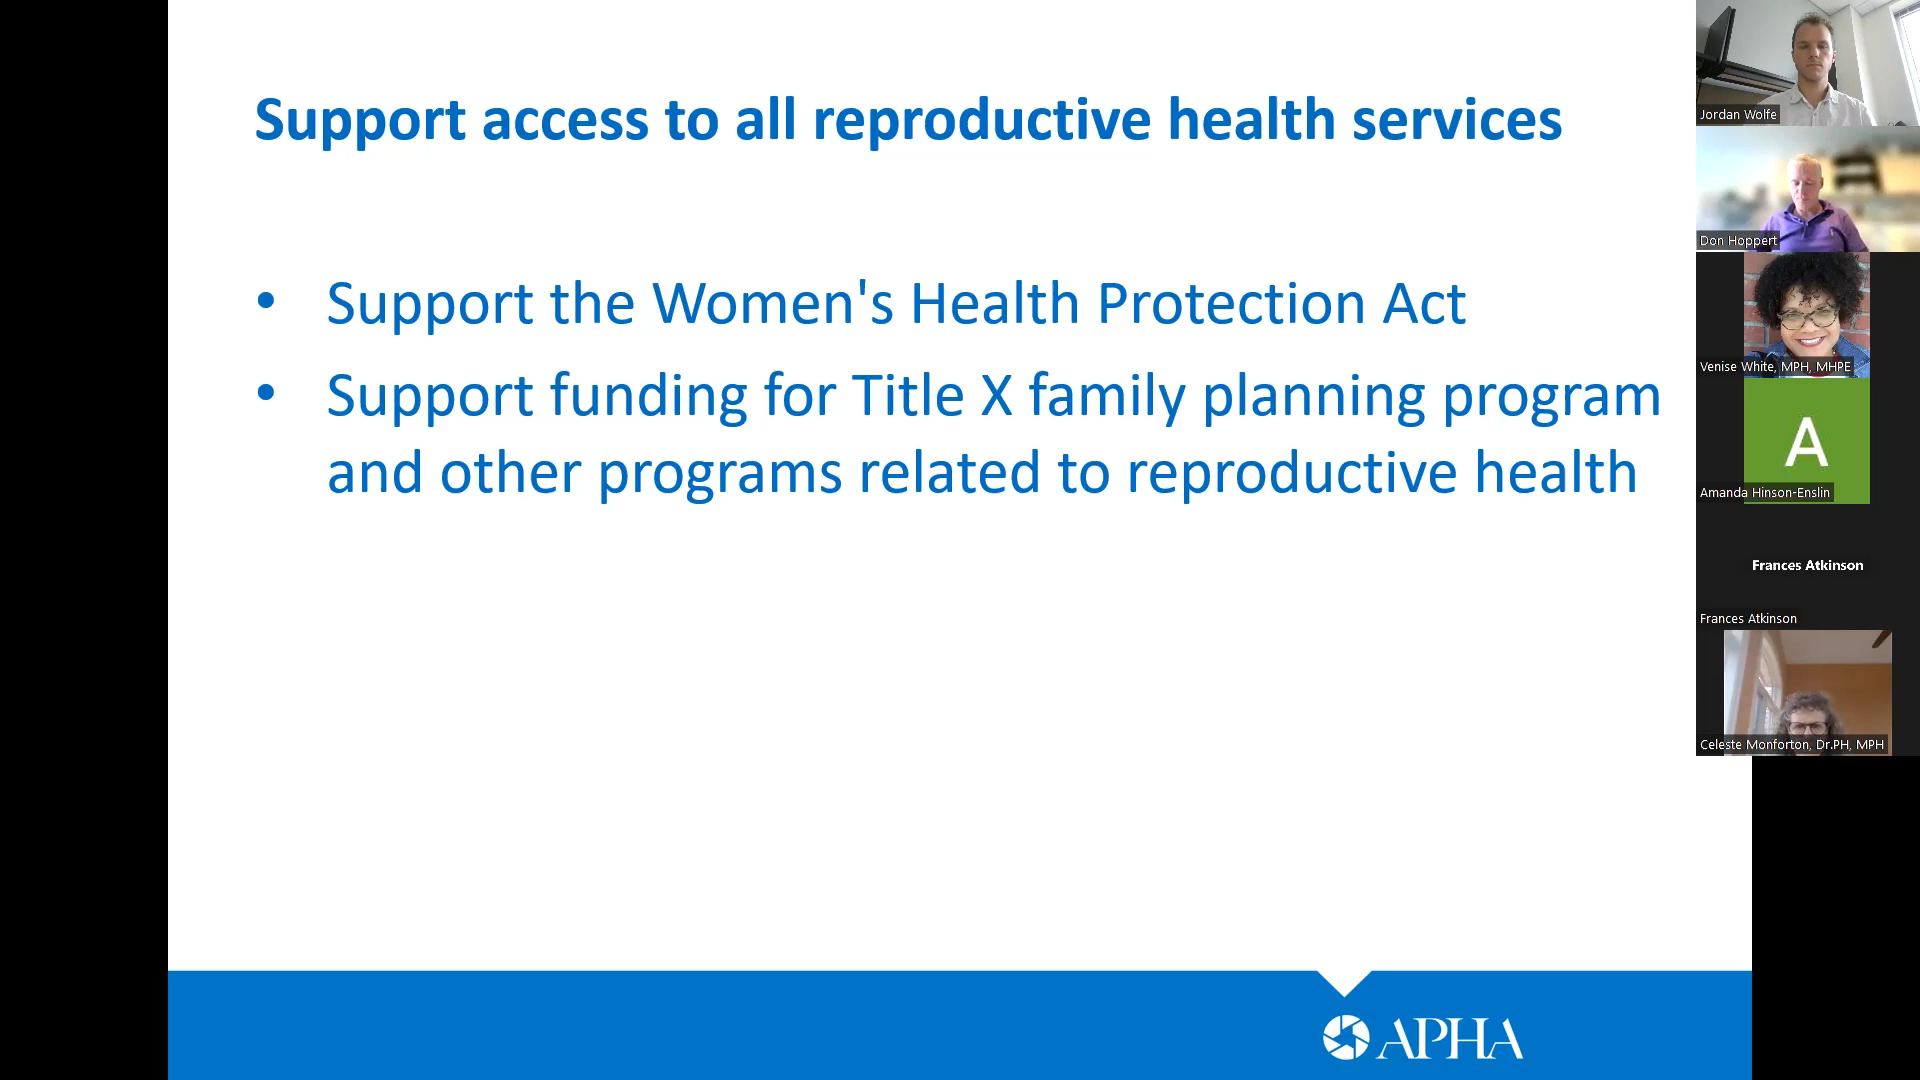 Support access to all reproductive health services
• Support the Women's Health Protection Act
• Support funding for Title X family planning program
and other programs related to reproductive health
APHA
Jordan Wolfe
Don Hoppert
Venise White, MPH, MHPE
A
Amanda Hinson-Enslin
Frances Atkinson
Frances Atkinson
Celeste Monforton, Dr.PH, MPH